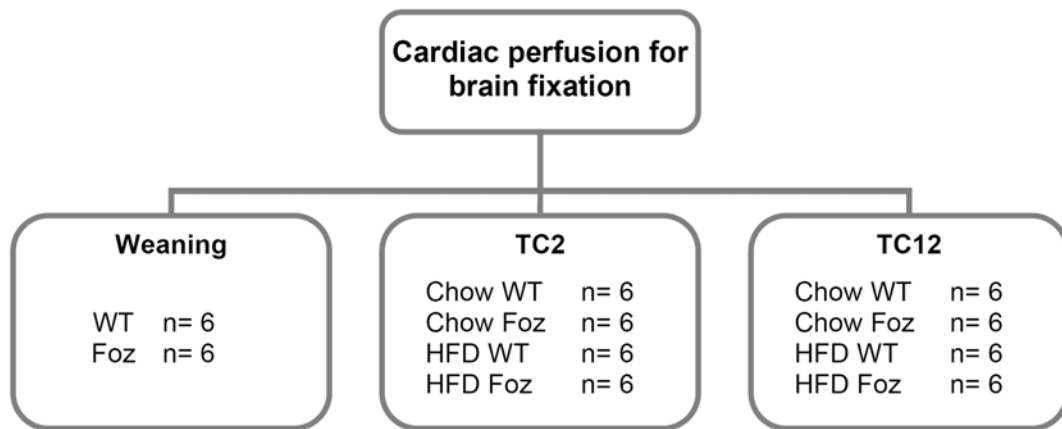 Cardiac perfusion for
brain fixation
Weaning
WT n= 6
Foz n= 6
TC2
Chow WT n= 6
Chow Foz n= 6
HFD WT n= 6
HFD Foz n= 6
TC12
Chow WT n= 6
Chow Foz n= 6
HFD WT n= 6
HFD Foz n= 6